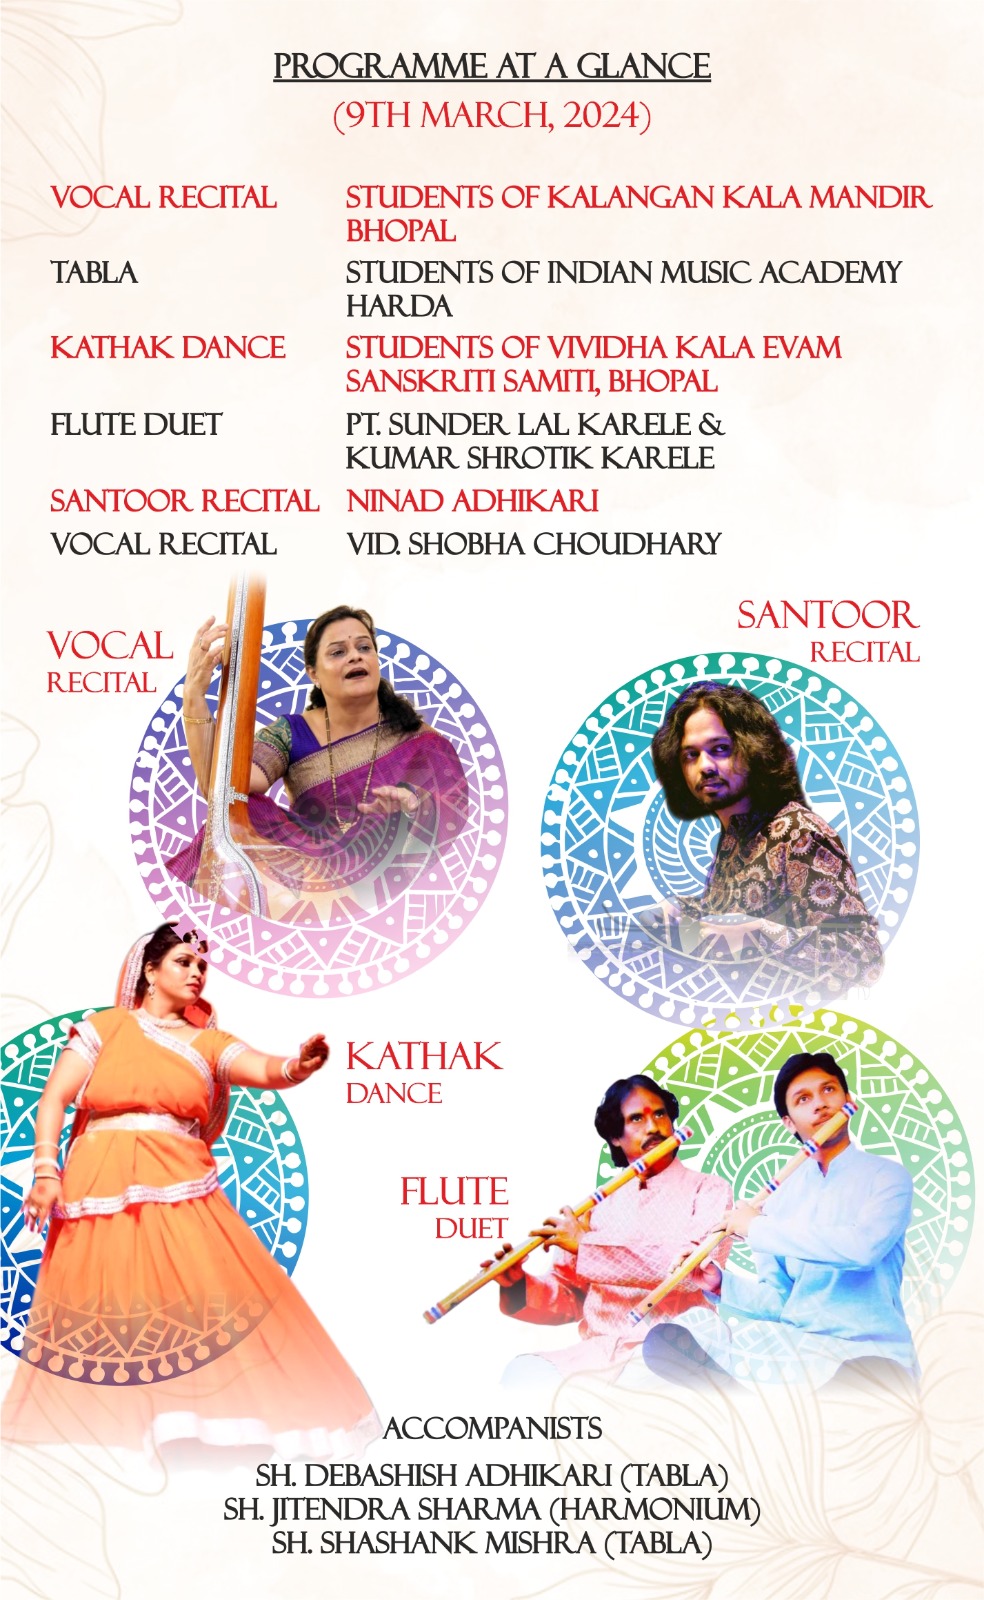 PROGRAMME AT A GLANCE
(9TH MARCH, 2024)
VOCAL RECITAL STUDENTS OF KALANGAN KALA MANDIR
BHOPAL
TABLA STUDENTS OF INDIAN MUSIC ACADEMY
HARDA
KATHAK DANCE STUDENTS OF VIVIDHA KALA EVAM
SANSKRITI SAMITI, BHOPAL
FLUTE DUET PT. SUNDER LAL KARELE &
KUMAR SHROTIK KARELE
SANTOOR RECITAL NINAD ADHIKARI
VOCAL RECITAL VID. SHOBHA CHOUDHARY
VOCAL
RECITAL
SANTOOR
RECITAL
KATHAK
DANCE
FLUTE
DUET
ACCOMPANISTS
SH. DEBASHISH ADHIKARI (TABLA)
SH. JITENDRA SHARMA (HARMONIUM)
SH. SHASHANK MISHRA (TABLA)